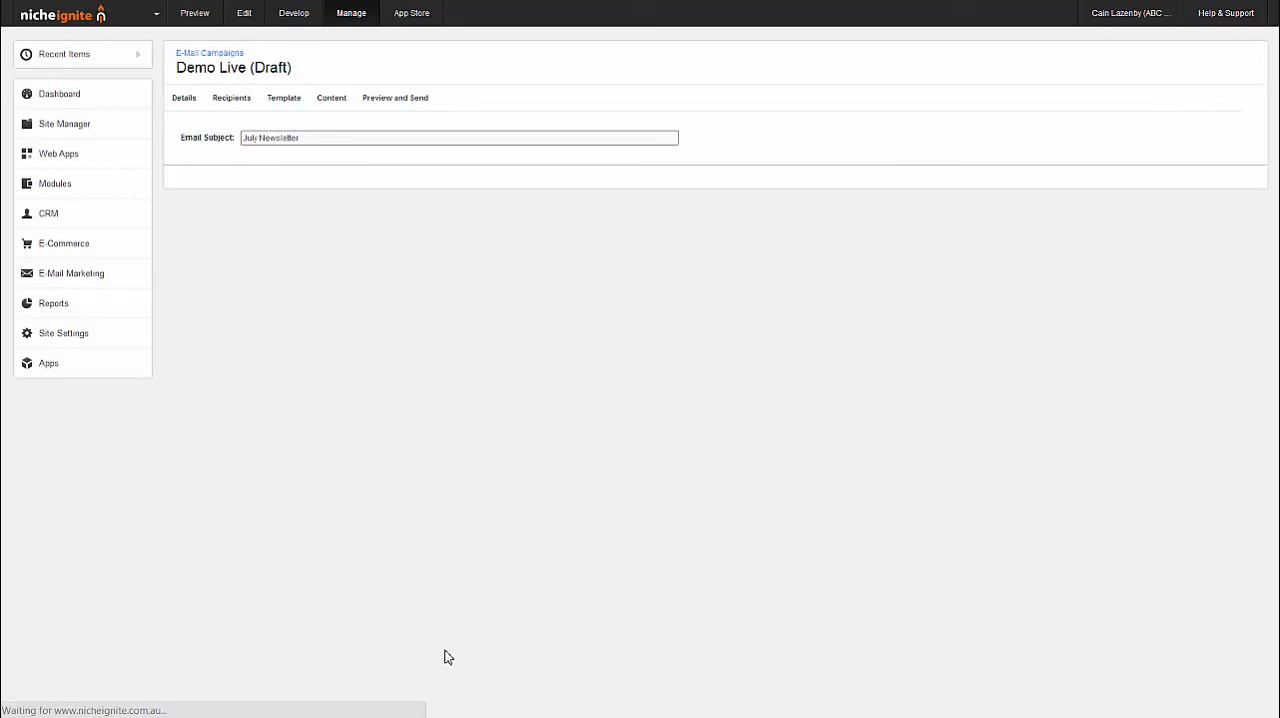 nicheignite
Preview
Edit
Develop
Manage
App Store
Cain Lazenby (ABC ...
Help & Support
Recent Items
Dashboard
Site Manager
Web Apps
Modules
CRM
E-Commerce
E-Mail Marketing
Reports
Site Settings
Apps
E-Mail Campaigns
Demo Live (Draft)
Details
Recipients
Template
Content
Preview and Send
Email Subject: July Newsletter
Waiting for www.nicheignite.com.au...